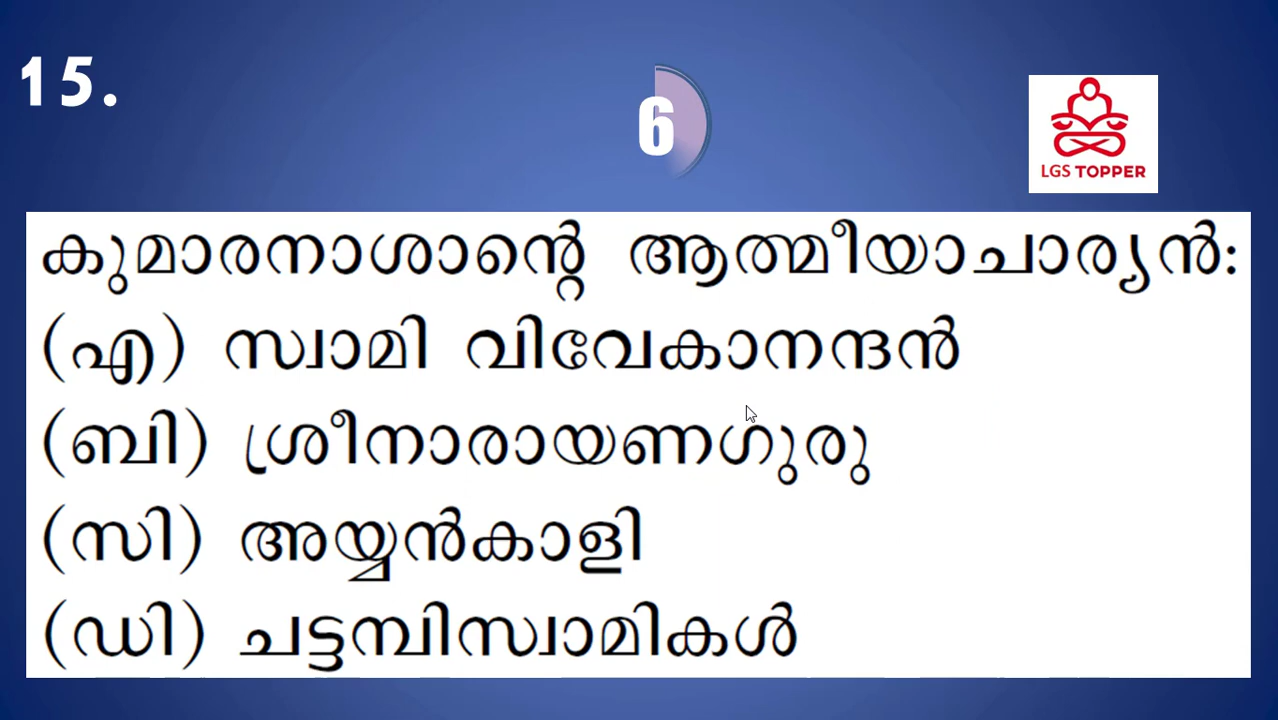 15.
6
LGS TOPPER
കുമാരനാശാന്റെ ആത്മീയാചാര്യൻ:
(എ) സ്വാമി വിവേകാനന്ദൻ
(ബി) ശ്രീനാരായണഗുരു
(സി) അയ്യൻകാളി
(ഡി) ചട്ടമ്പിസ്വാമികൾ